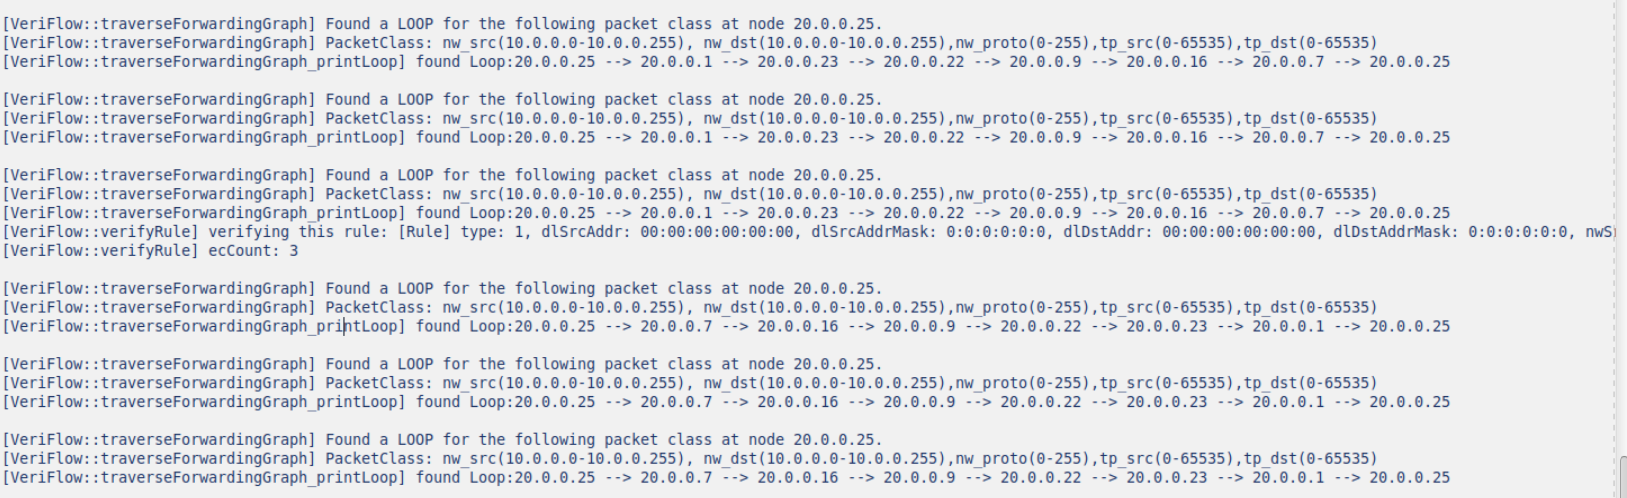 [VeriFlow::traverseForwardingGraph] Found a LOOP for the following packet class at node 20.0.0.25.
[VeriFlow::traverseForwardingGraph] PacketClass: nw_src(10.0.0.0-10.0.0.255), nw_dst(10.0.0.0-10.0.0.255),nw_proto(0-255),tp_src(0-65535),tp_dst(0-65535)
[VeriFlow::traverseForwardingGraph_printLoop] found Loop:20.0.0.25 --> 20.0.0.1 --> 20.0.0.23 --> 20.0.0.22 --> 20.0.0.9 --> 20.0.0.16 --> 20.0.0.7 --> 20.0.0.25
[VeriFlow::traverseForwardingGraph] Found a LOOP for the following packet class at node 20.0.0.25.
[VeriFlow::traverseForwardingGraph] PacketClass: nw_src(10.0.0.0-10.0.0.255), nw_dst(10.0.0.0-10.0.0.255),nw_proto(0-255),tp_src(0-65535),tp_dst(0-65535)
[VeriFlow::traverseForwardingGraph_printLoop] found Loop:20.0.0.25 --> 20.0.0.1 --> 20.0.0.23 --> 20.0.0.22 --> 20.0.0.9 --> 20.0.0.16 --> 20.0.0.7 --> 20.0.0.25
[VeriFlow::traverseForwardingGraph] Found a LOOP for the following packet class at node 20.0.0.25.
[VeriFlow::traverseForwardingGraph] PacketClass: nw_src(10.0.0.0-10.0.0.255), nw_dst(10.0.0.0-10.0.0.255),nw_proto(0-255),tp_src(0-65535),tp_dst(0-65535)
[VeriFlow::traverseForwardingGraph_printLoop] found Loop:20.0.0.25 --> 20.0.0.1 --> 20.0.0.23 --> 20.0.0.22 --> 20.0.0.9 --> 20.0.0.16 --> 20.0.0.7 --> 20.0.0.25
[VeriFlow::verifyRule] verifying this rule: [Rule] type: 1, dlSrcAddr: 00:00:00:00:00:00, dlSrcAddrMask: 0:0:0:0:0:0, dlDstAddr: 00:00:00:00:00:00, dlDstAddrMask: 0:0:0:0:0:0,
[VeriFlow::verifyRule] ecCount: 3
[VeriFlow::traverseForwardingGraph] Found a LOOP for the following packet class at node 20.0.0.25.
[VeriFlow::traverseForwardingGraph] PacketClass: nw_src(10.0.0.0-10.0.0.255), nw_dst(10.0.0.0-10.0.0.255),nw_proto(0-255),tp_src(0-65535),tp_dst(0-65535)
[VeriFlow::traverseForwardingGraph_printLoop] found Loop:20.0.0.25 --> 20.0.0.7 --> 20.0.0.16 --> 20.0.0.9 --> 20.0.0.22 --> 20.0.0.23 --> 20.0.0.1 --> 20.0.0.25
[VeriFlow::traverseForwardingGraph] Found a LOOP for the following packet class at node 20.0.0.25.
[VeriFlow::traverseForwardingGraph] PacketClass: nw_src(10.0.0.0-10.0.0.255), nw_dst(10.0.0.0-10.0.0.255),nw_proto(0-255),tp_src(0-65535),tp_dst(0-65535)
[VeriFlow::traverseForwardingGraph_printLoop] found Loop:20.0.0.25 --> 20.0.0.7 --> 20.0.0.16 --> 20.0.0.9 --> 20.0.0.22 --> 20.0.0.23 --> 20.0.0.1 --> 20.0.0.25
[VeriFlow::traverseForwardingGraph] Found a LOOP for the following packet class at node 20.0.0.25.
[VeriFlow::traverseForwardingGraph] PacketClass: nw_src(10.0.0.0-10.0.0.255), nw_dst(10.0.0.0-10.0.0.255),nw_proto(0-255),tp_src(0-65535),tp_dst(0-65535)
[VeriFlow::traverseForwardingGraph_printLoop] found Loop:20.0.0.25 --> 20.0.0.7 --> 20.0.0.16 --> 20.0.0.9 --> 20.0.0.22 --> 20.0.0.23 --> 20.0.0.1 --> 20.0.0.25